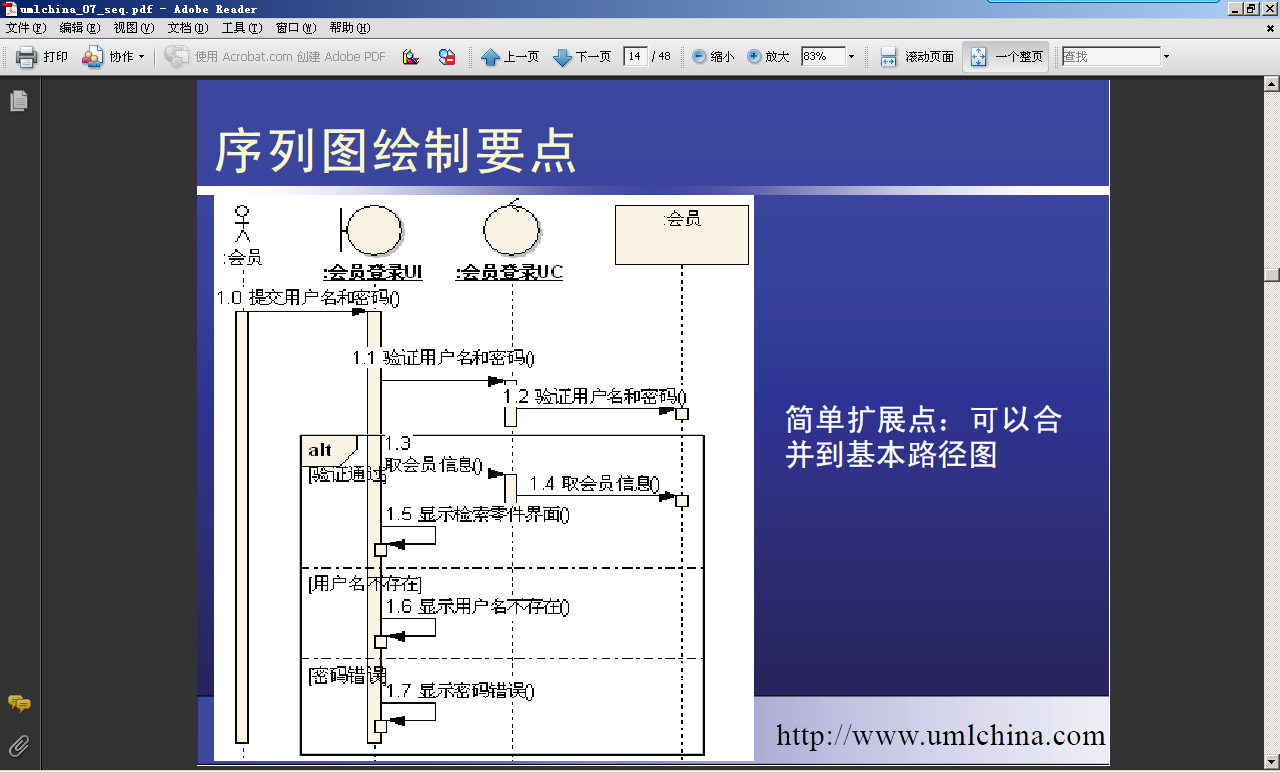 umlchina_07_seq.pdf - Adobe Reader
文件(F) 编辑(E) 视图(V) 文档(D) 工具(T) 窗口(W) 帮助(H)
打印 协作 使用 Acrobat.com 创建 Adobe PDF 上一页 下一页 14 / 48 缩小 放大 83% 滚动页面 一个整页 查找
序列图绘制要点
:会员
:会员
:会员登录UI :会员登录UC
1.0 提交用户名和密码()
1.1 验证用户名和密码()
1.2 验证用户名和密码()
alt
1.3
取会员信息()
[验证通过]
1.4 取会员信息()
1.5 显示检索零件界面()
[用户名不存在]
1.6 显示用户名不存在()
[密码错误]
1.7 显示密码错误()
简单扩展点：可以合
并到基本路径图
http://www.umlchina.com